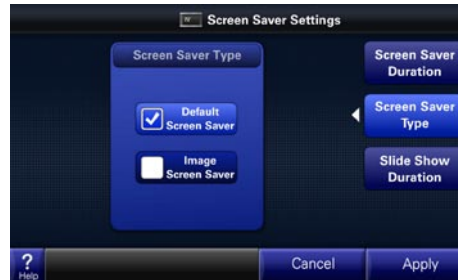 Screen Saver Settings
Screen Saver Type
Default
Screen Saver
Image
Screen Saver
Screen Saver
Duration
Screen Saver
Type
Slide Show
Duration
?
Help
Cancel
Apply